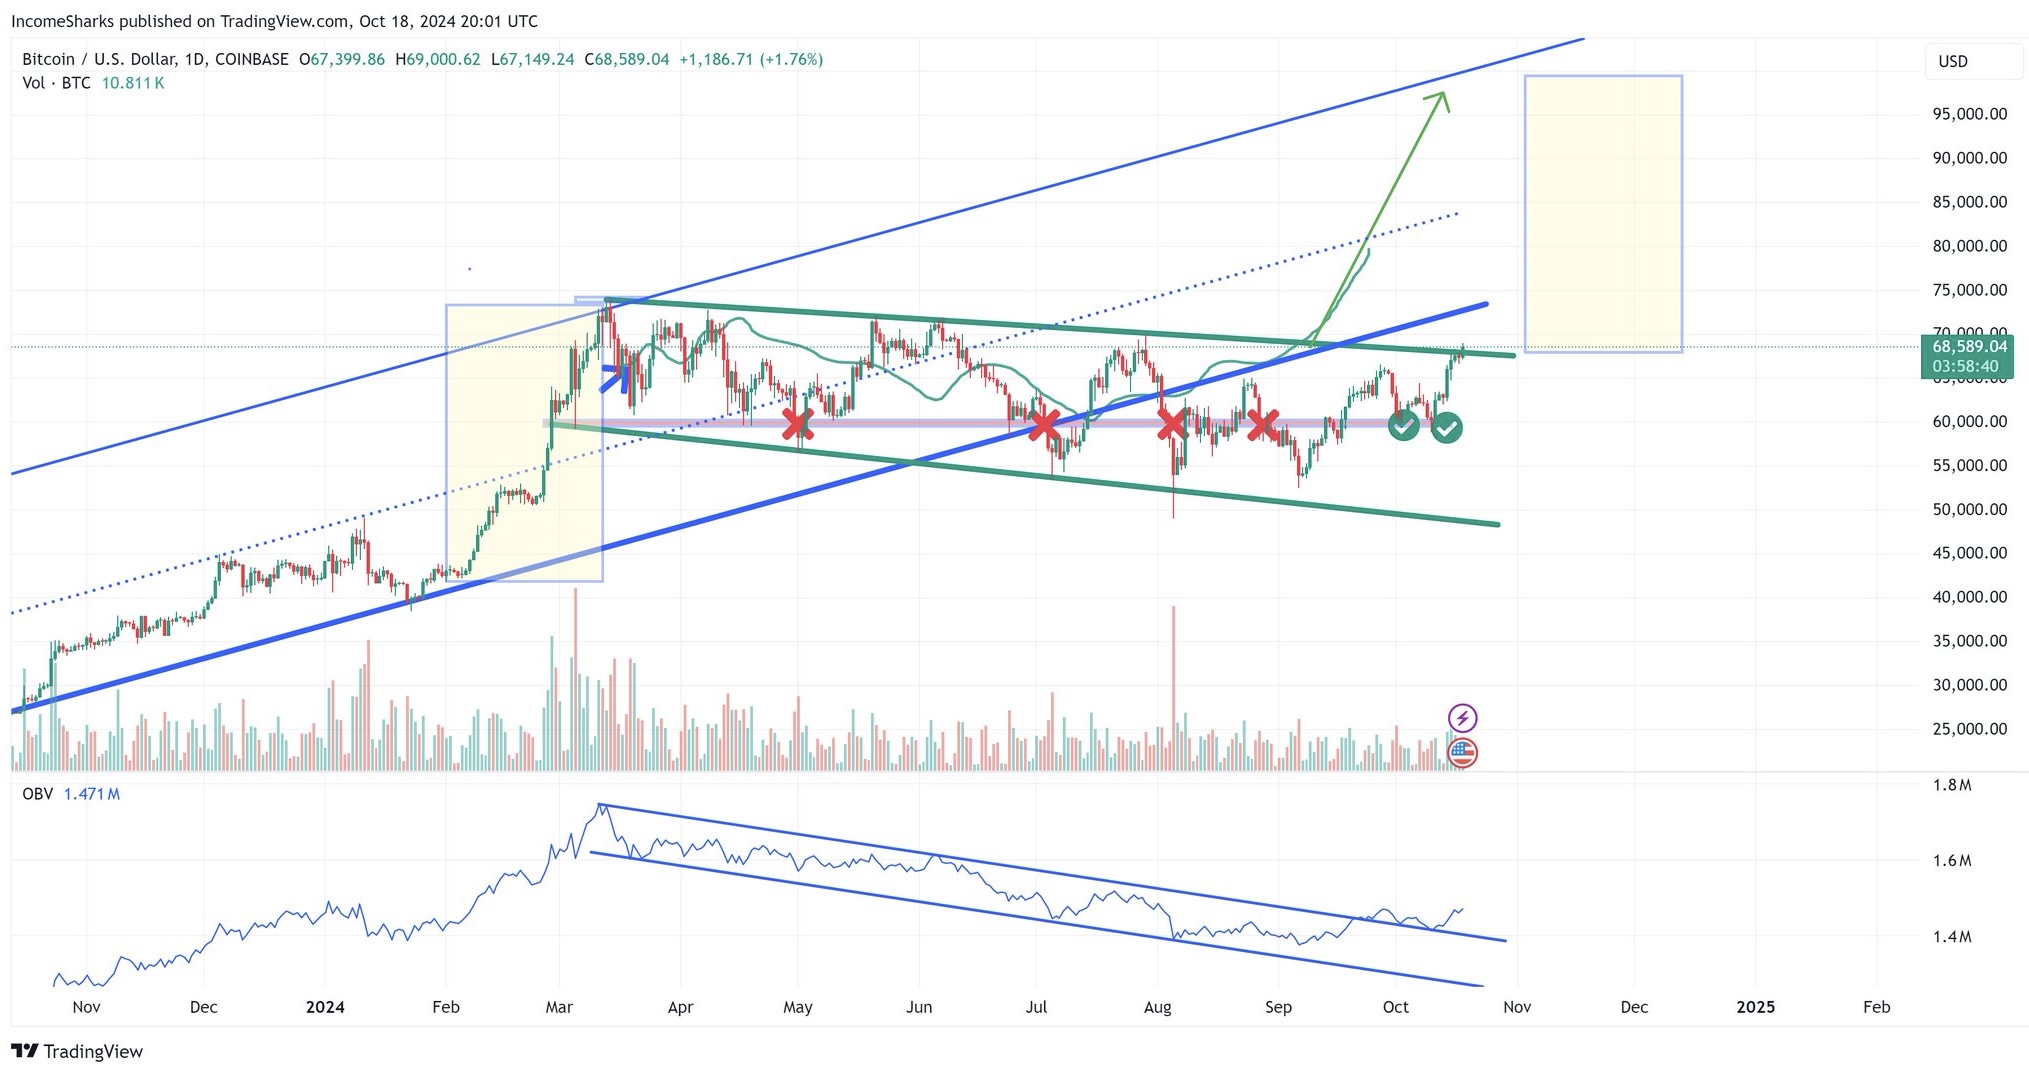 IncomeSharks published on TradingView.com, Oct 18, 2024 20:01 UTC
Bitcoin / U.S. Dollar, 1D, COINBASE O67,399.86 H69,000.62 L67,149.24 C68,589.04 +1,186.71 (+1.76%)
Vol · BTC 10.811 K
USD
95,000.00
90,000.00
85,000.00
80,000.00
75,000.00
70,000.00
68,589.04
03:58:40
65,000.00
60,000.00
55,000.00
50,000.00
45,000.00
40,000.00
35,000.00
30,000.00
25,000.00
OBV 1.471 M
1.8 M
1.6 M
1.4 M
Nov Dec 2024 Feb Mar Apr May Jun Jul Aug Sep Oct Nov Dec 2025 Feb
TradingView